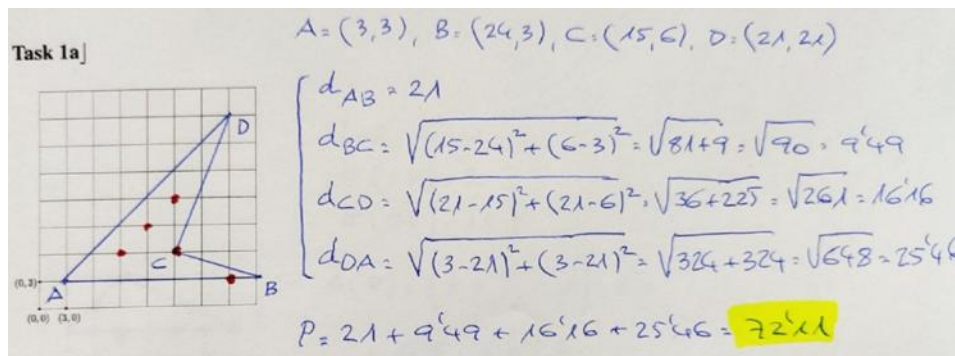 A = (3,3), B = (24,3), C = (15,6), D = (21,21)
Task 1a]
d_AB = 21
d_BC = √((15-24)²+(6-3)²) = √(81+9) = √90 = 9'49
d_CD = √((21-15)²+(21-6)²) = √(36+225) = √261 = 16'16
d_DA = √((3-21)²+(3-21)²) = √(324+324) = √648 = 25'46
P = 21 + 9'49 + 16'16 + 25'46 = 72'11
D
C
(0,3)
A
B
(0,0) (3,0)